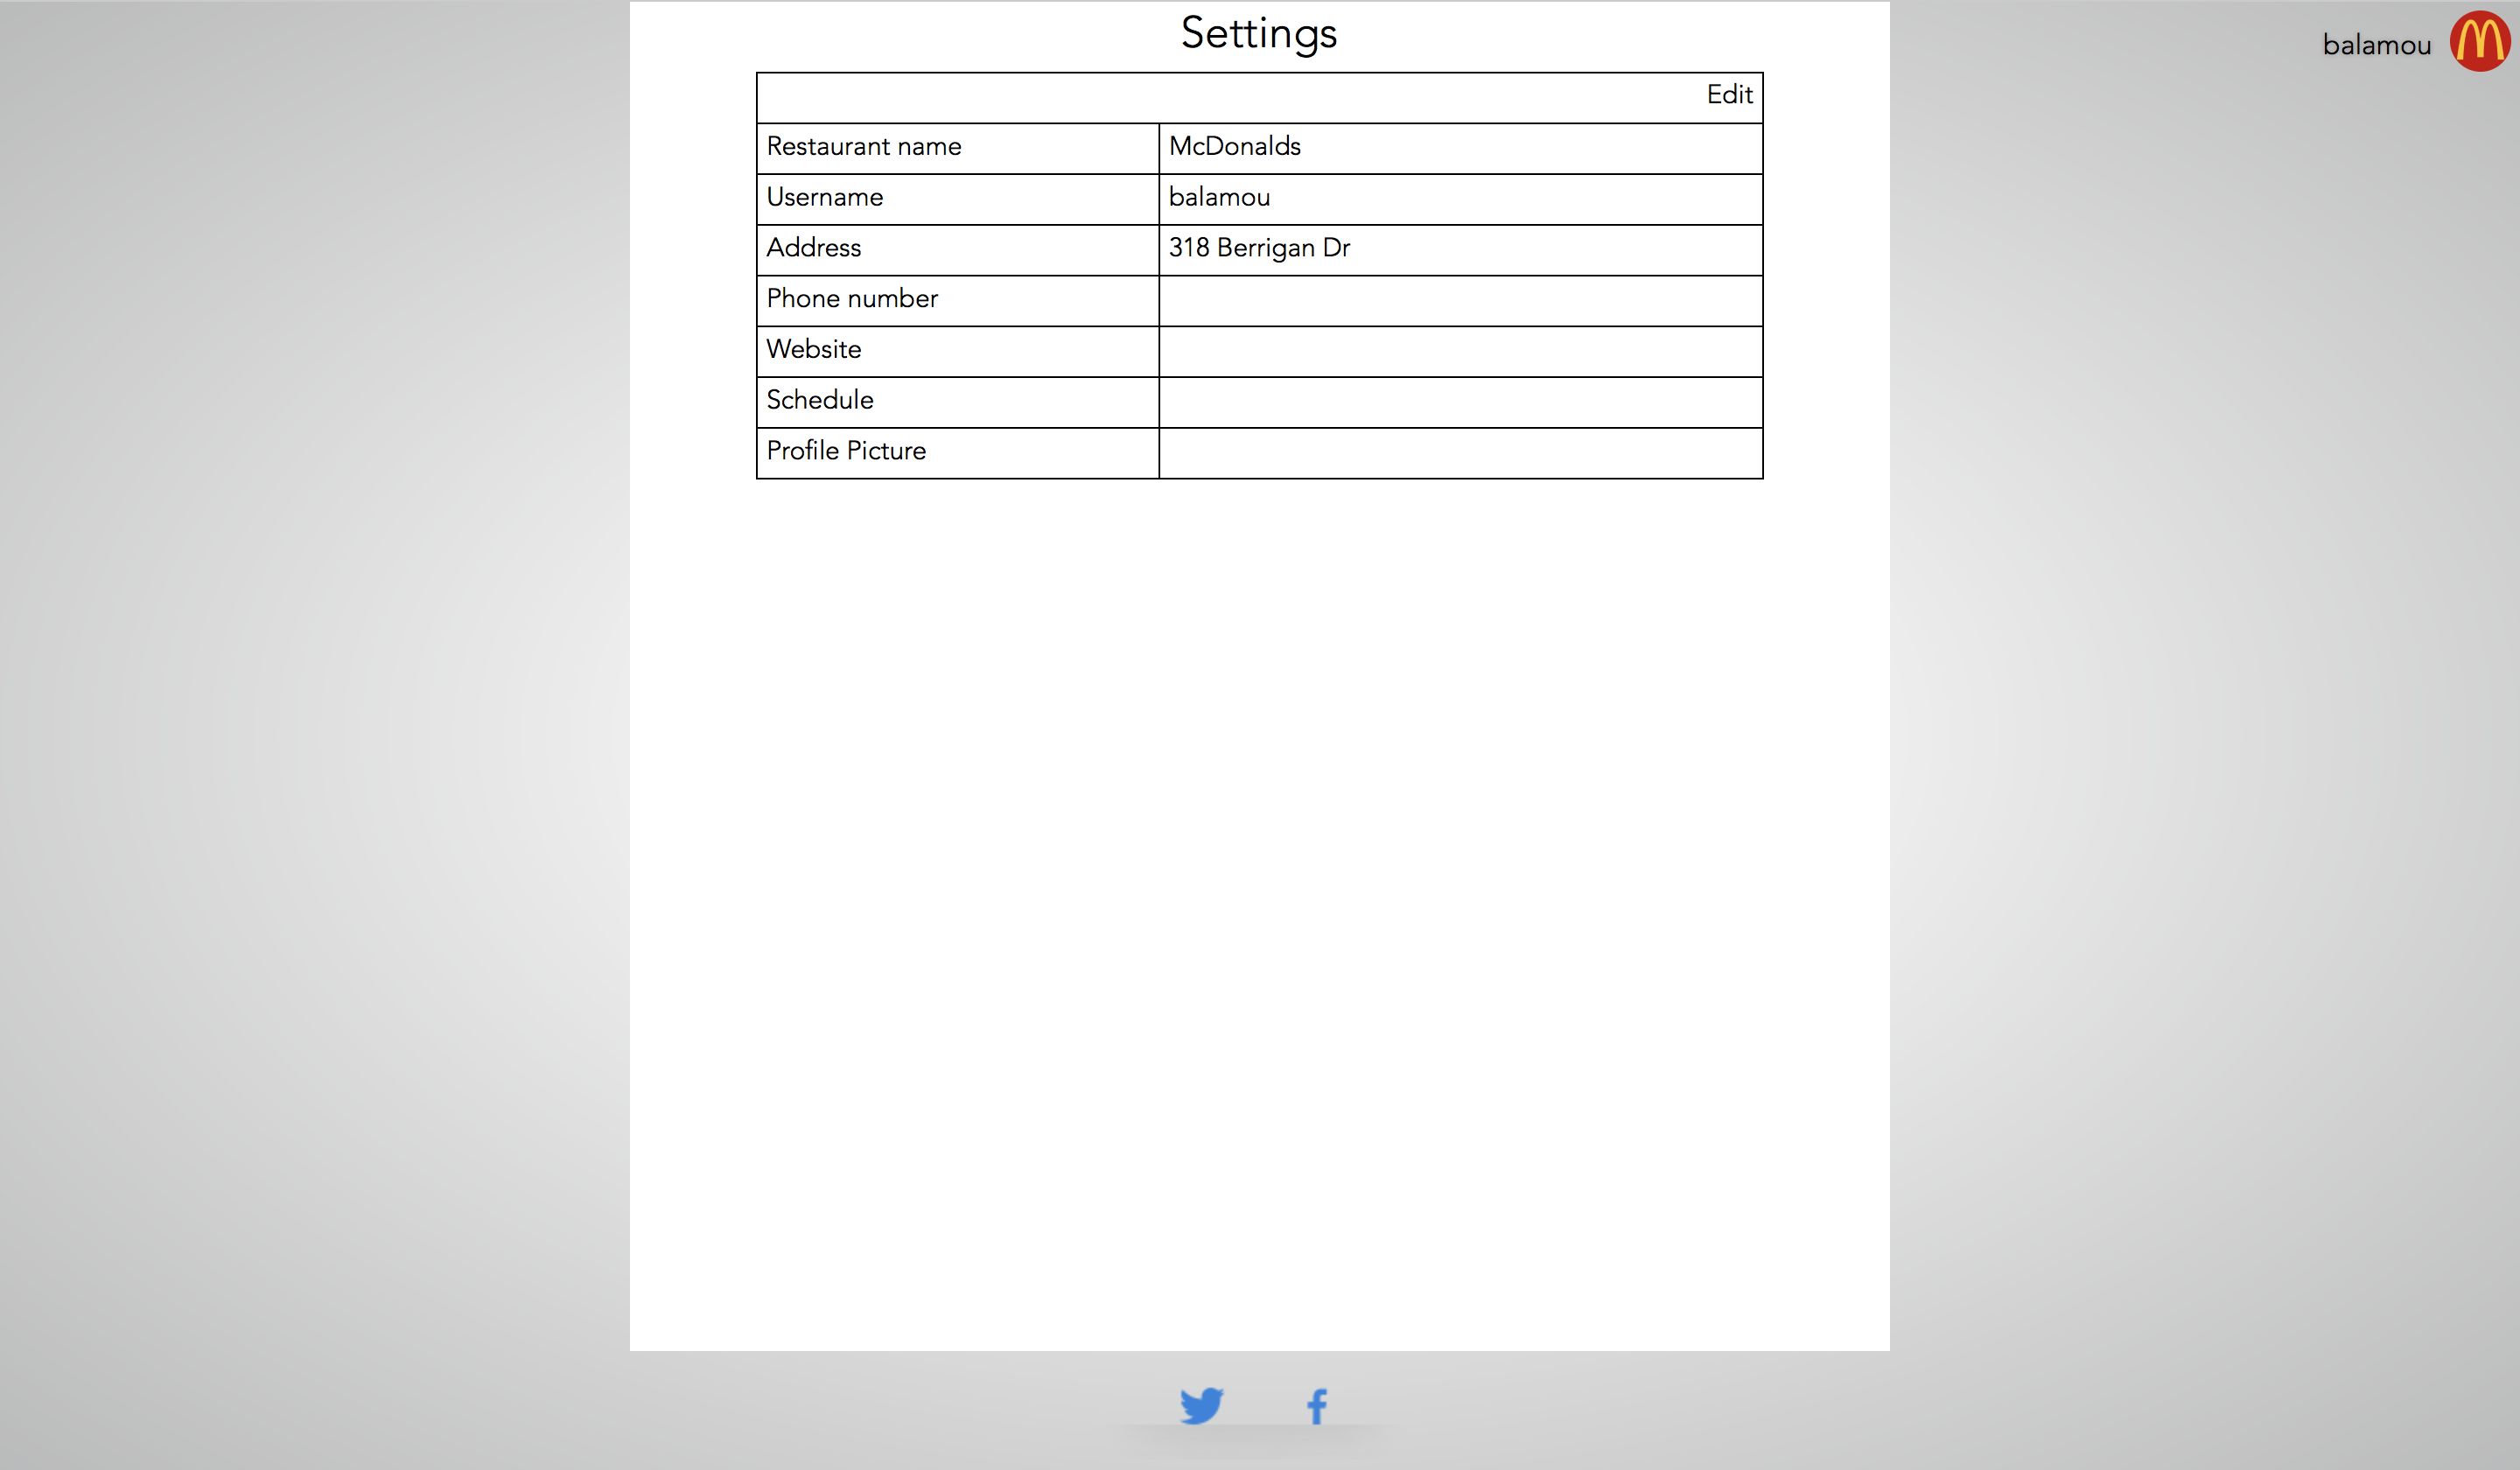 Settings
balamou
Edit
Restaurant name McDonalds
Username balamou
Address 318 Berrigan Dr
Phone number
Website
Schedule
Profile Picture